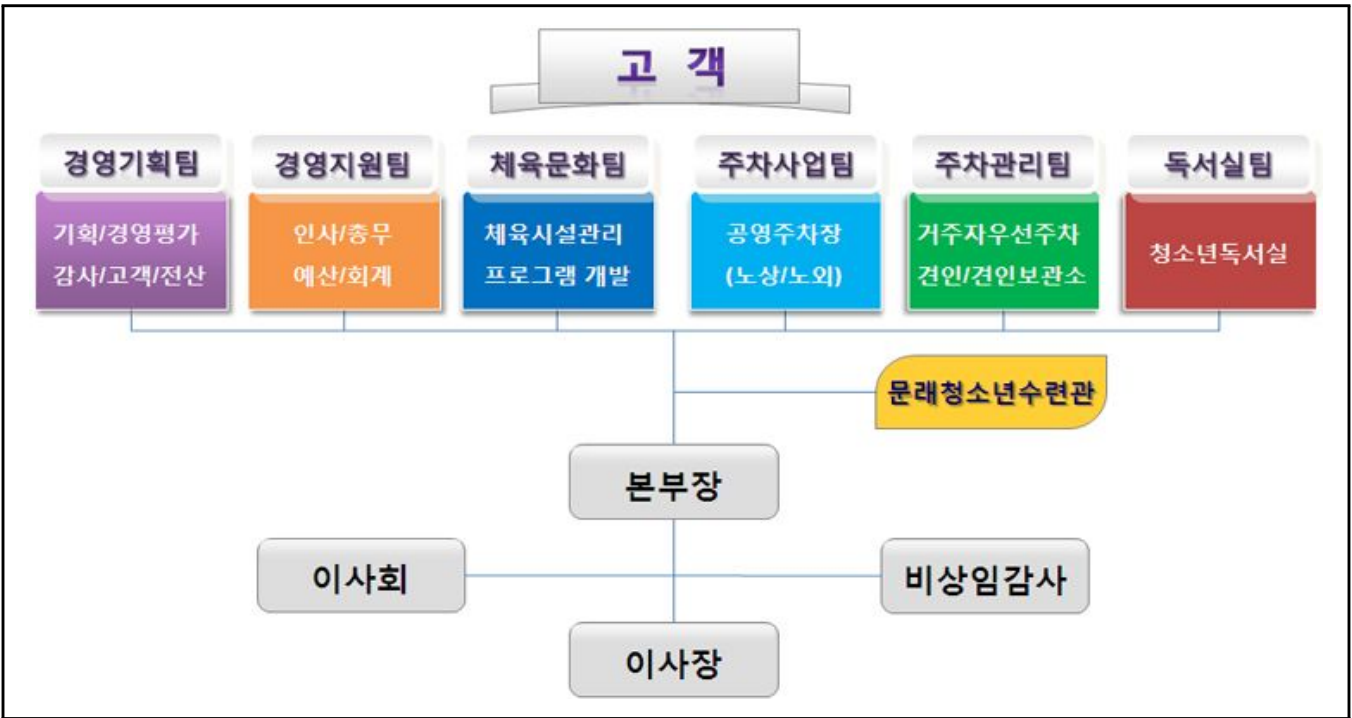 고 객
경영기획팀
기획/경영평가
감사/고객/전산
경영지원팀
인사/총무
예산/회계
체육문화팀
체육시설관리
프로그램 개발
주차사업팀
공영주차장
(노상/노외)
주차관리팀
거주자우선주차
견인/견인보관소
독서실팀
청소년독서실
문래청소년수련관
본부장
이사회
비상임감사
이사장